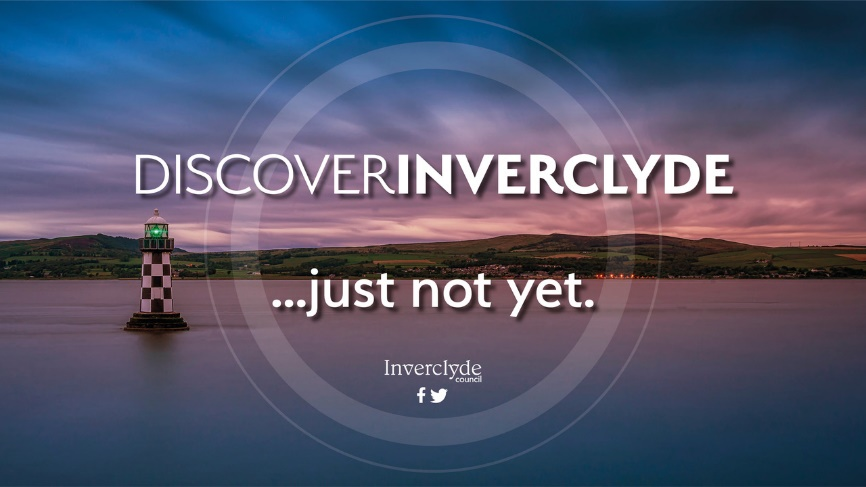 DISCOVERINVERCLYDE
...just not yet.
Inverclyde
council